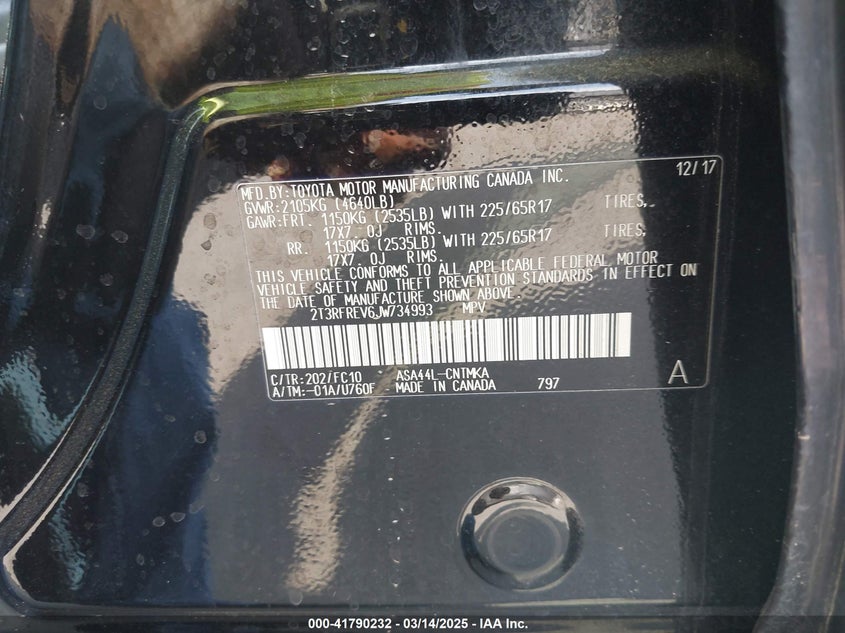 12/17
MFD.BY:TOYOTA MOTOR MANUFACTURING CANADA INC.
GVWR:2105KG (4640LB)
GAWR:FRT. 1150KG (2535LB) WITH 225/65R17 TIRES,
17X7 0J RIMS.
RR. 1150KG (2535LB) WITH 225/65R17 TIRES,
17X7 0J RIMS.
THIS VEHICLE CONFORMS TO ALL APPLICABLE FEDERAL MOTOR
VEHICLE SAFETY AND THEFT PREVENTION STANDARDS IN EFFECT ON
THE DATE OF MANUFACTURE SHOWN ABOVE.
2T3RFREV6JW734993 MPV
C/TR:202/FC10 ASA44L-CNTMKA
A/TM:-01A/U760F MADE IN CANADA 797 A
000-41790232 - 03/14/2025 - IAA Inc.